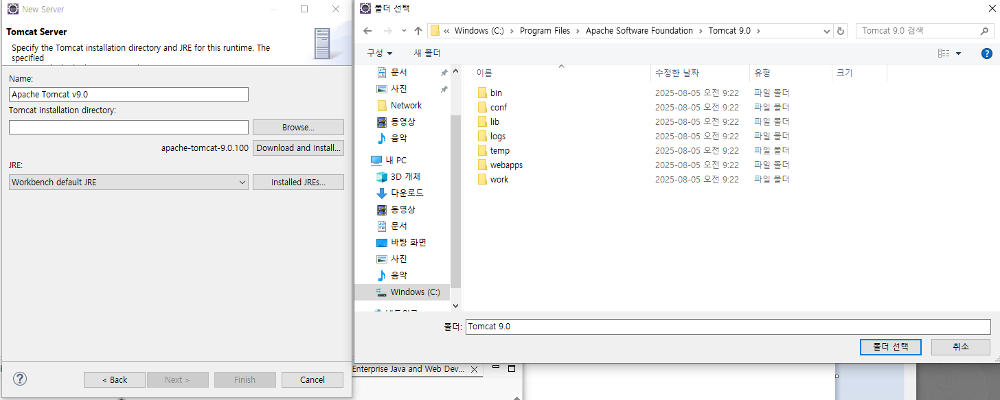 New Server
Tomcat Server
Specify the Tomcat installation directory and JRE for this runtime. The
specified
Name:
Apache Tomcat v9.0
Tomcat installation directory:
Browse...
apache-tomcat-9.0.100
Download and Install...
JRE:
Workbench default JRE
Installed JREs...
< Back
Next >
Finish
Cancel
폴더 선택
« Windows (C:) > Program Files > Apache Software Foundation > Tomcat 9.0 >
Tomcat 9.0 검색
구성
새 폴더
문서
사진
Network
동영상
음악
내 PC
3D 개체
다운로드
동영상
문서
바탕 화면
사진
음악
Windows (C:)
이름 수정한 날짜 유형 크기
bin 2025-08-05 오전 9:22 파일 폴더
conf 2025-08-05 오전 9:22 파일 폴더
lib 2025-08-05 오전 9:22 파일 폴더
logs 2025-08-05 오전 9:22 파일 폴더
temp 2025-08-05 오전 9:22 파일 폴더
webapps 2025-08-05 오전 9:22 파일 폴더
work 2025-08-05 오전 9:22 파일 폴더
폴더: Tomcat 9.0
폴더 선택
취소
Enterprise Java and Web Dev...